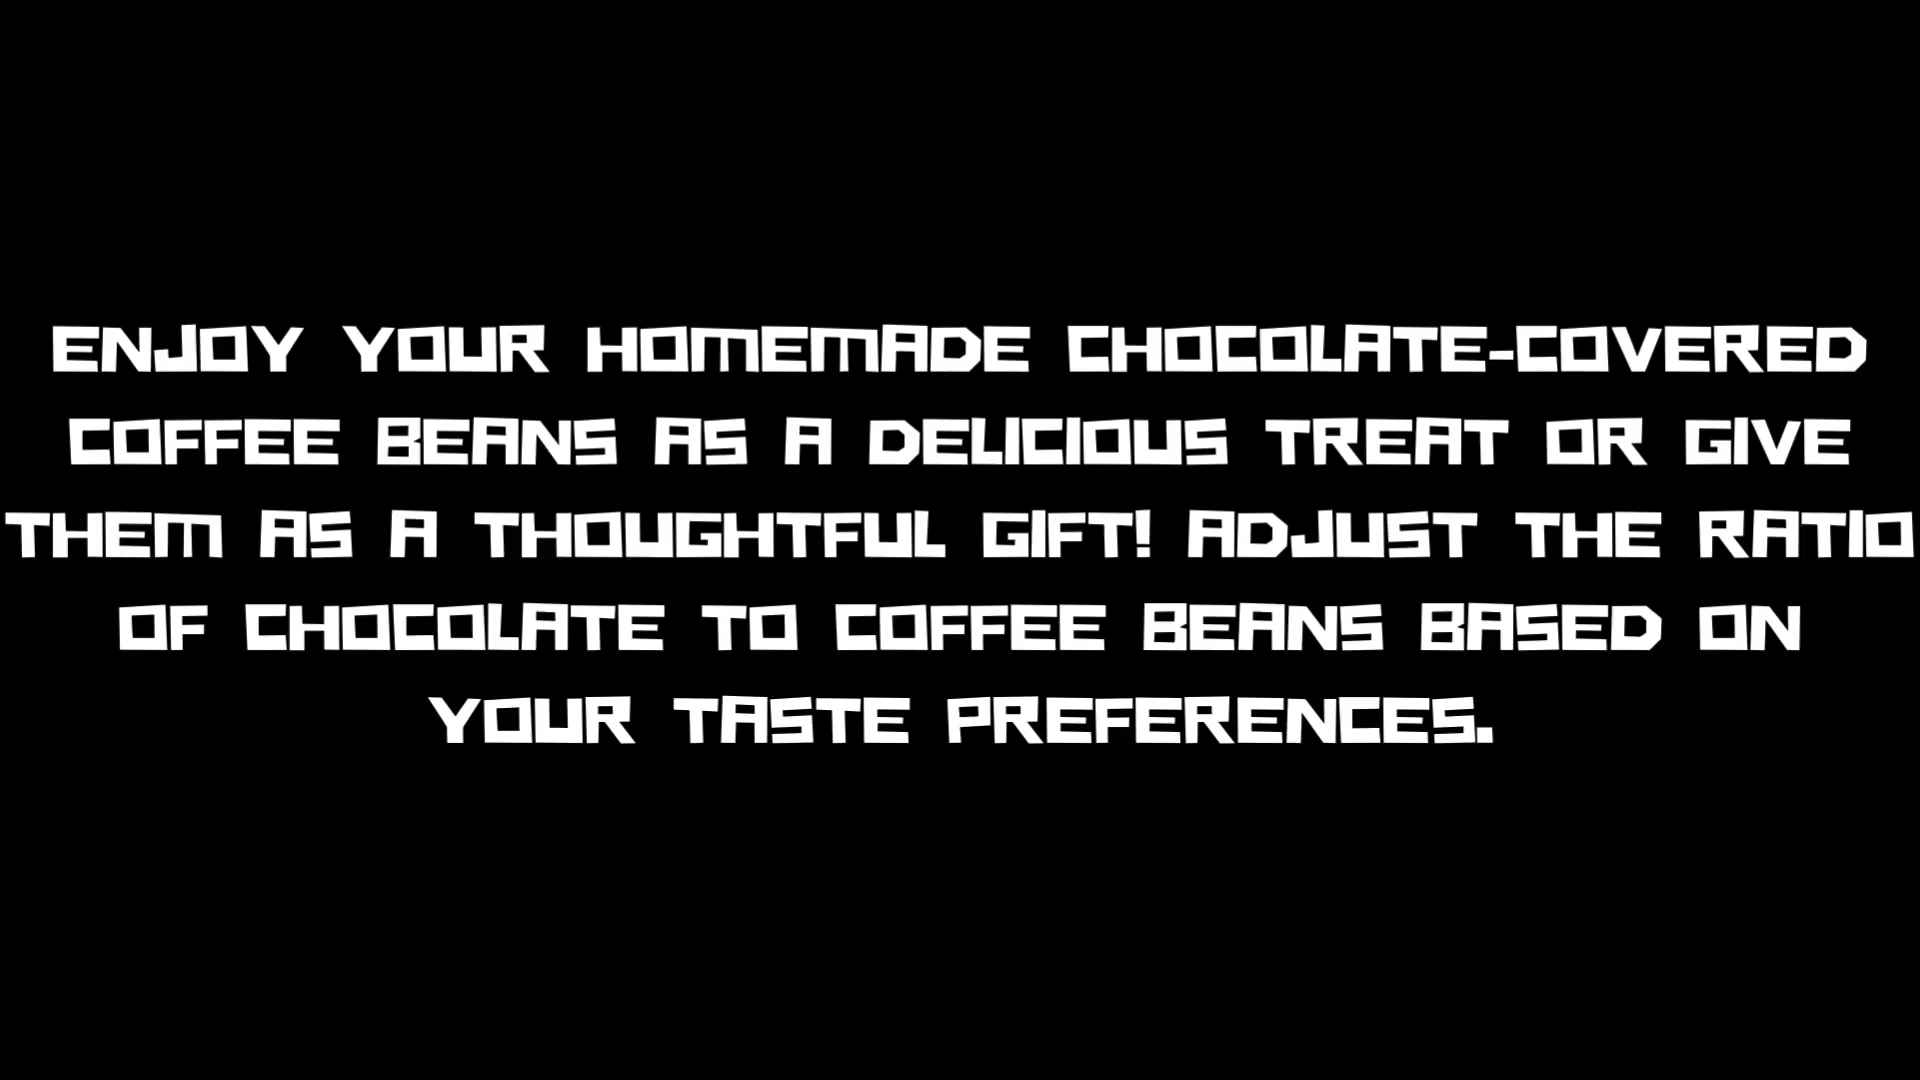 ENJOY YOUR HOMEMADE CHOCOLATE-COVERED
COFFEE BEANS AS A DELICIOUS TREAT OR GIVE
THEM AS A THOUGHTFUL GIFT! ADJUST THE RATIO
OF CHOCOLATE TO COFFEE BEANS BASED ON
YOUR TASTE PREFERENCES.